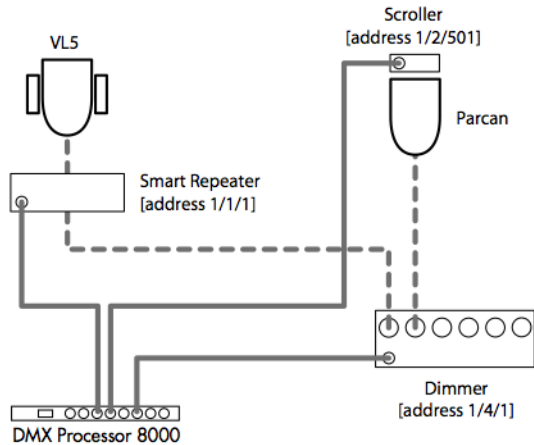 Scroller
[address 1/2/501]
VL5
Parcan
Smart Repeater
[address 1/1/1]
Dimmer
[address 1/4/1]
DMX Processor 8000